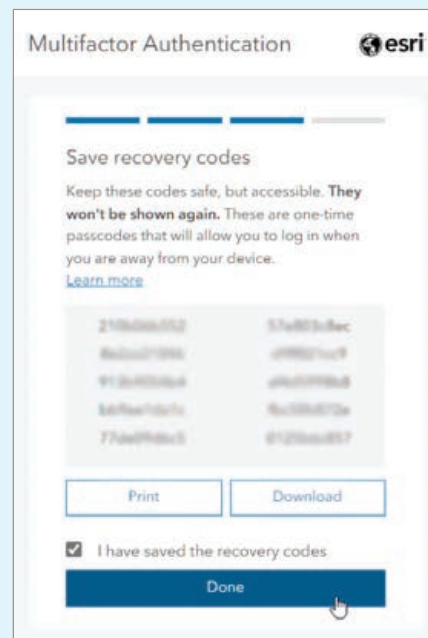 Multifactor Authentication
esri
Save recovery codes
Keep these codes safe, but accessible. They
won't be shown again. These are one-time
passcodes that will allow you to log in when
you are away from your device.
Learn more
Print
Download
I have saved the recovery codes
Done